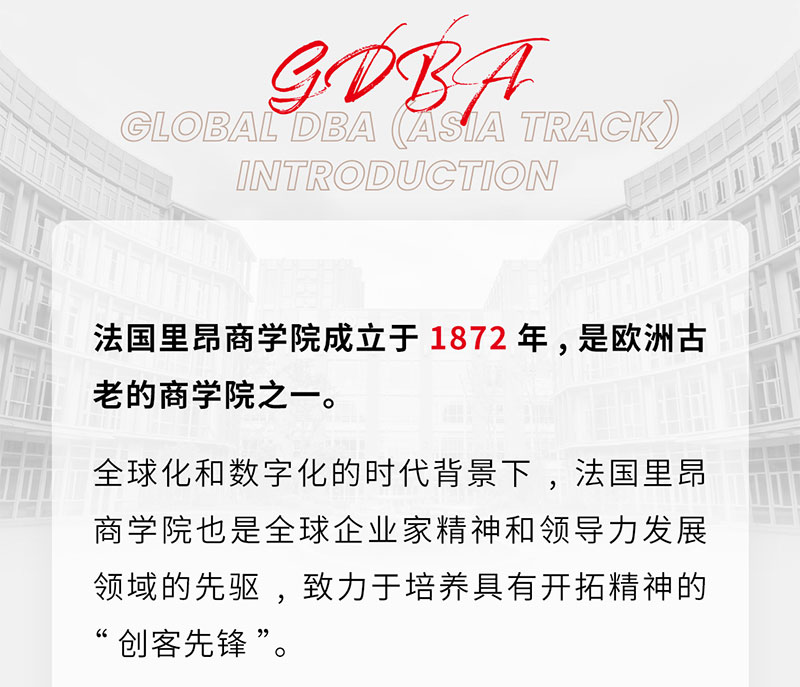 GDBA
GLOBAL DBA (ASIA TRACK)
INTRODUCTION
法国里昂商学院成立于 1872 年，是欧洲古
老的商学院之一。
全球化和数字化的时代背景下，法国里昂
商学院也是全球企业家精神和领导力发展
领域的先驱，致力于培养具有开拓精神的
“创客先锋”。